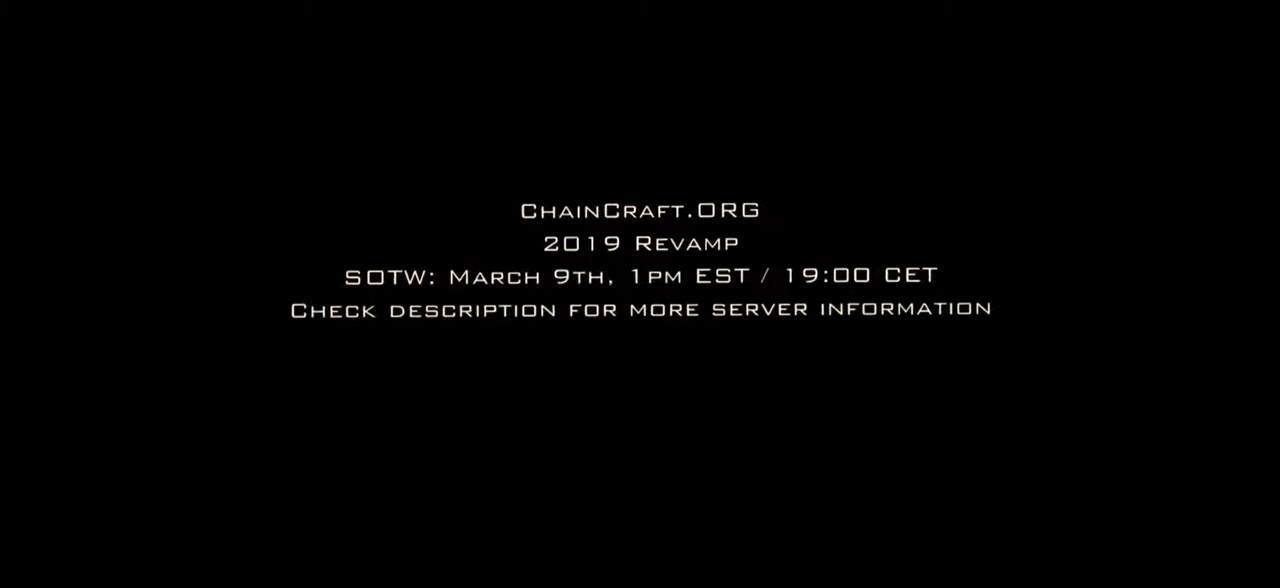 ChainCraft.ORG
2019 Revamp
SOTW: March 9th, 1pm EST / 19:00 CET
Check description for more server information